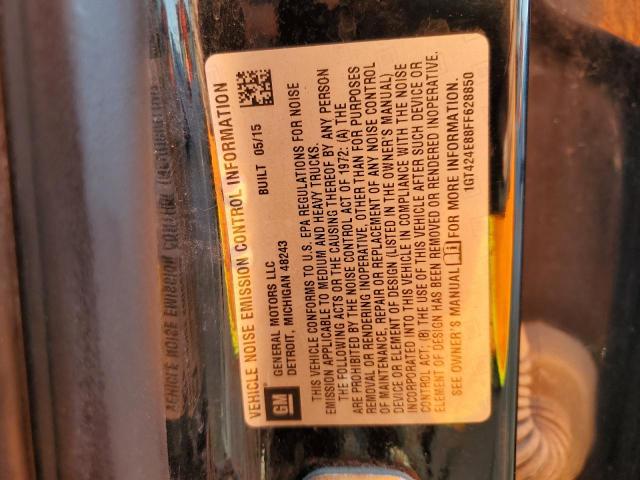 VEHICLE NOISE EMISSION CONTROL INFORMATION
GM
GENERAL MOTORS LLC
DETROIT, MICHIGAN 48243
BUILT 05/15
THIS VEHICLE CONFORMS TO U.S. EPA REGULATIONS FOR NOISE
EMISSION APPLICABLE TO MEDIUM AND HEAVY TRUCKS.
THE FOLLOWING ACTS OR THE CAUSING THEREOF BY ANY PERSON
ARE PROHIBITED BY THE NOISE CONTROL ACT OF 1972: (A) THE
REMOVAL OR RENDERING INOPERATIVE, OTHER THAN FOR PURPOSES
OF MAINTENANCE, REPAIR OR REPLACEMENT OF ANY NOISE CONTROL
DEVICE OR ELEMENT OF DESIGN (LISTED IN THE OWNER'S MANUAL)
INCORPORATED INTO THIS VEHICLE IN COMPLIANCE WITH THE NOISE
CONTROL ACT; (B) THE USE OF THIS VEHICLE AFTER SUCH DEVICE OR
ELEMENT OF DESIGN HAS BEEN REMOVED OR RENDERED INOPERATIVE.
SEE OWNER'S MANUAL FOR MORE INFORMATION.
1GT424E88FF628850